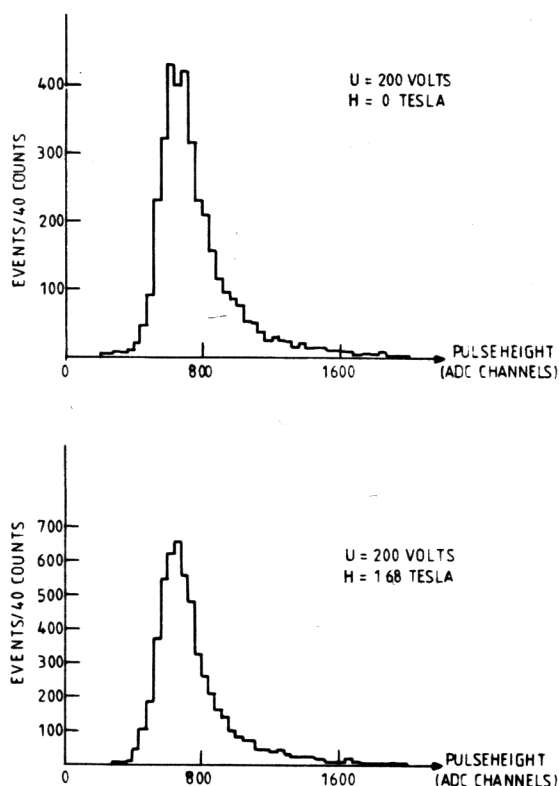 U = 200 VOLTS
H = 0 TESLA
EVENTS/40 COUNTS
400
300
200
100
0
800
1600
PULSEHEIGHT
(ADC CHANNELS)
U = 200 VOLTS
H = 1 68 TESLA
EVENTS/40 COUNTS
700
600
500
400
300
200
100
0
800
1600
PULSEHEIGHT
(ADC CHANNELS)